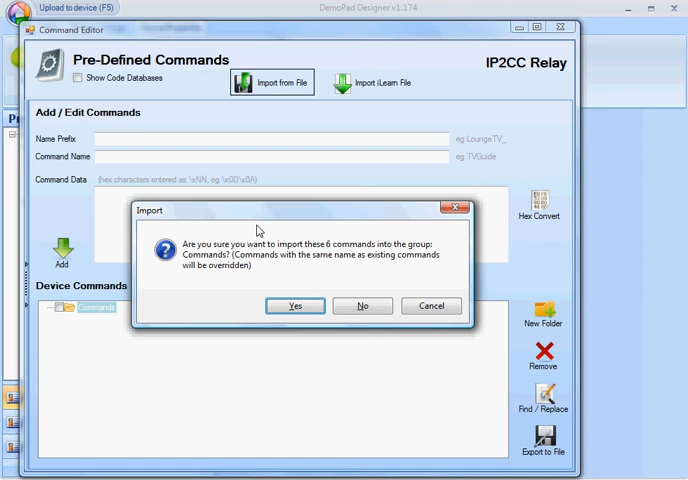 Upload to device (F5)
DemoPad Designer v1.174
Command Editor
Pre-Defined Commands
IP2CC Relay
Show Code Databases
Import from File
Import iLearn File
Pr
Add / Edit Commands
Name Prefix
eg LoungeTV_
Command Name
eg TVGuide
Command Data
(hex characters entered as '\xNN, eg '\x0D'\x0A)
Hex Convert
Add
Import
Are you sure you want to import these 6 commands into the group:
Commands? (Commands with the same name as existing commands
will be overridden)
Yes
No
Cancel
Device Commands
Commands
New Folder
Remove
Find / Replace
Export to File